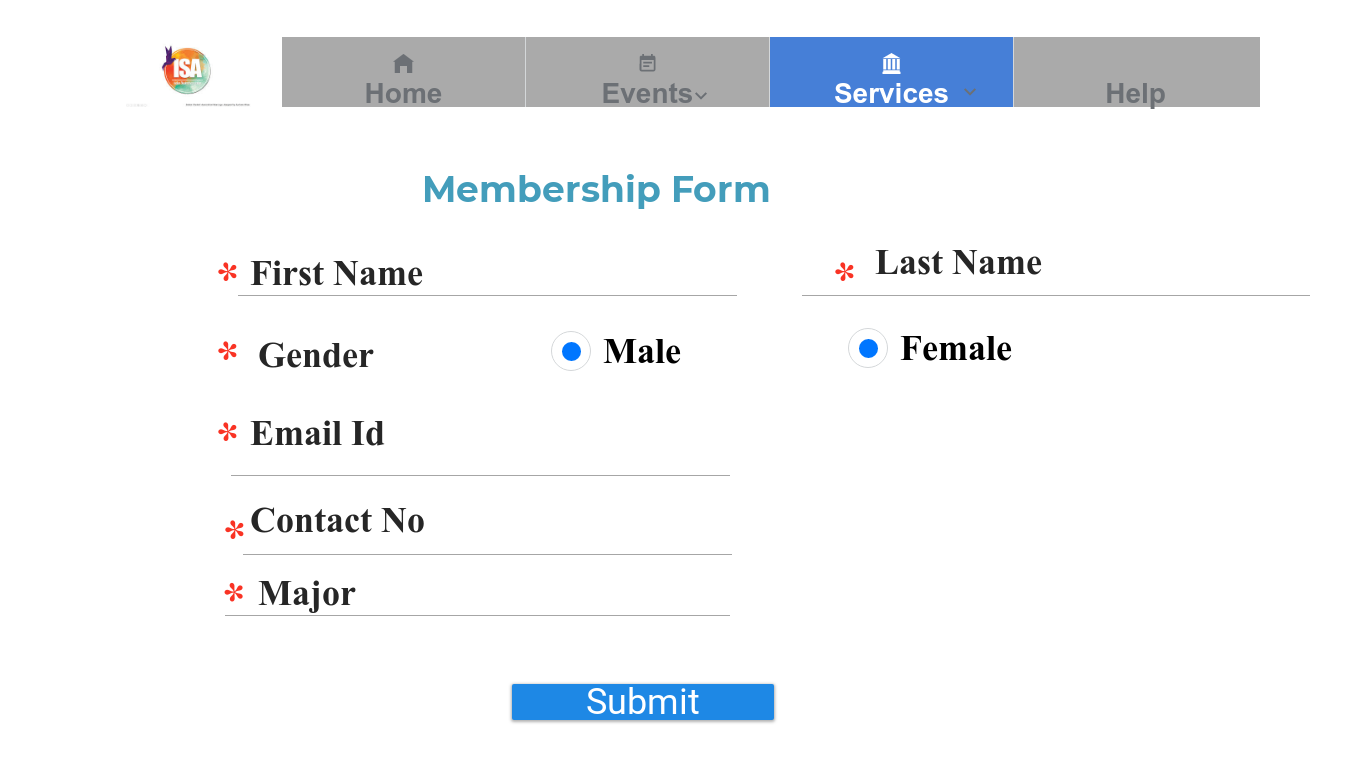 ISA
Home
Events
Services
Help
Membership Form
* First Name
* Last Name
* Gender
Male
Female
* Email Id
* Contact No
* Major
Submit